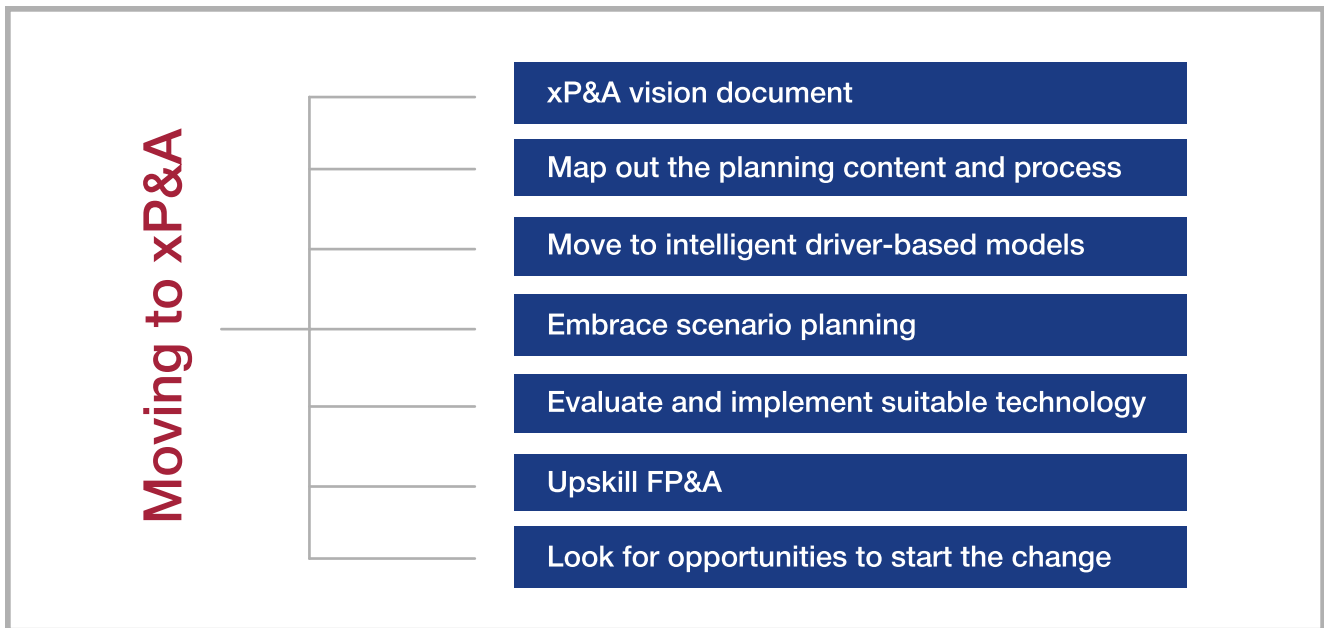 Moving to xP&A
xP&A vision document
Map out the planning content and process
Move to intelligent driver-based models
Embrace scenario planning
Evaluate and implement suitable technology
Upskill FP&A
Look for opportunities to start the change